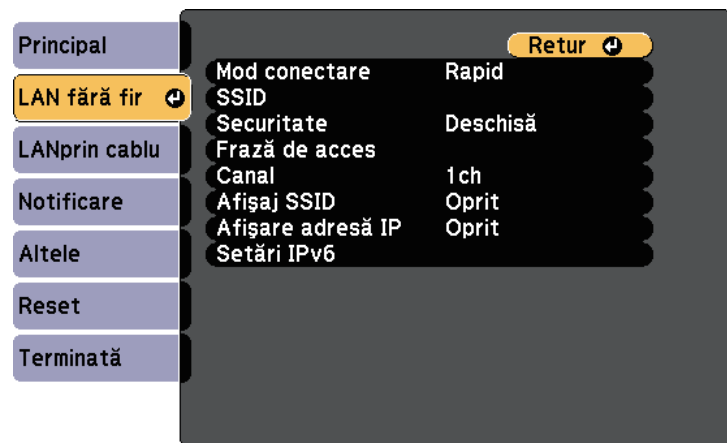 Principal
LAN fără fir
LANprin cablu
Notificare
Altele
Reset
Terminată
Retur
Mod conectare Rapid
SSID
Securitate Deschisă
Frază de acces
Canal 1ch
Afişaj SSID Oprit
Afişare adresă IP Oprit
Setări IPv6